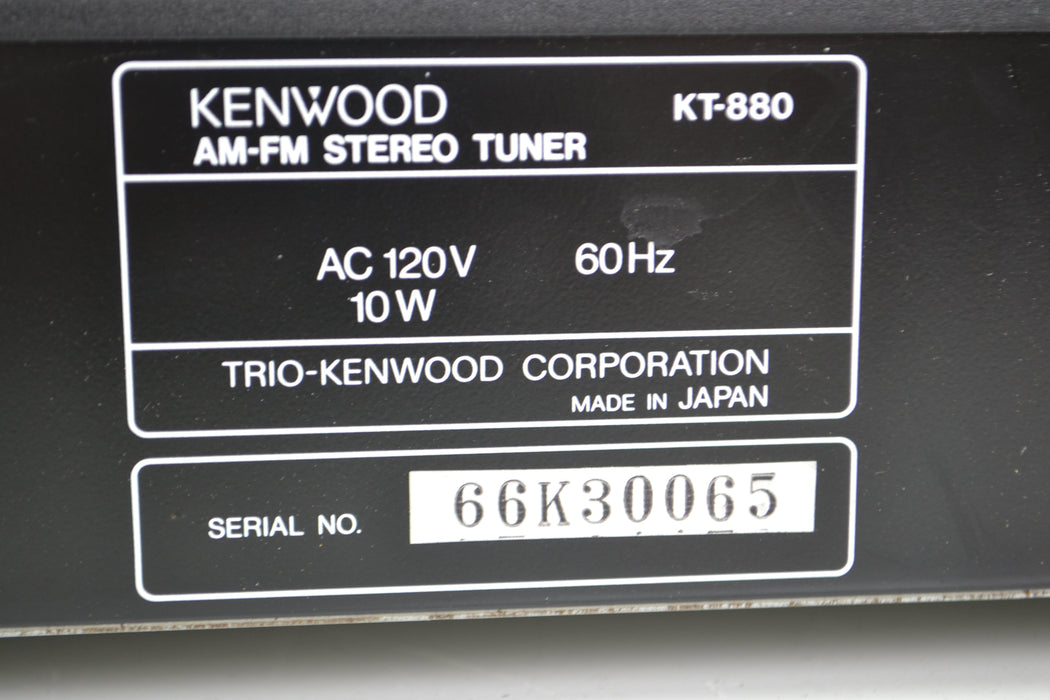 KENWOOD KT-880
AM-FM STEREO TUNER
AC 120V 60Hz
10W
TRIO-KENWOOD CORPORATION
MADE IN JAPAN
SERIAL NO. 66K30065